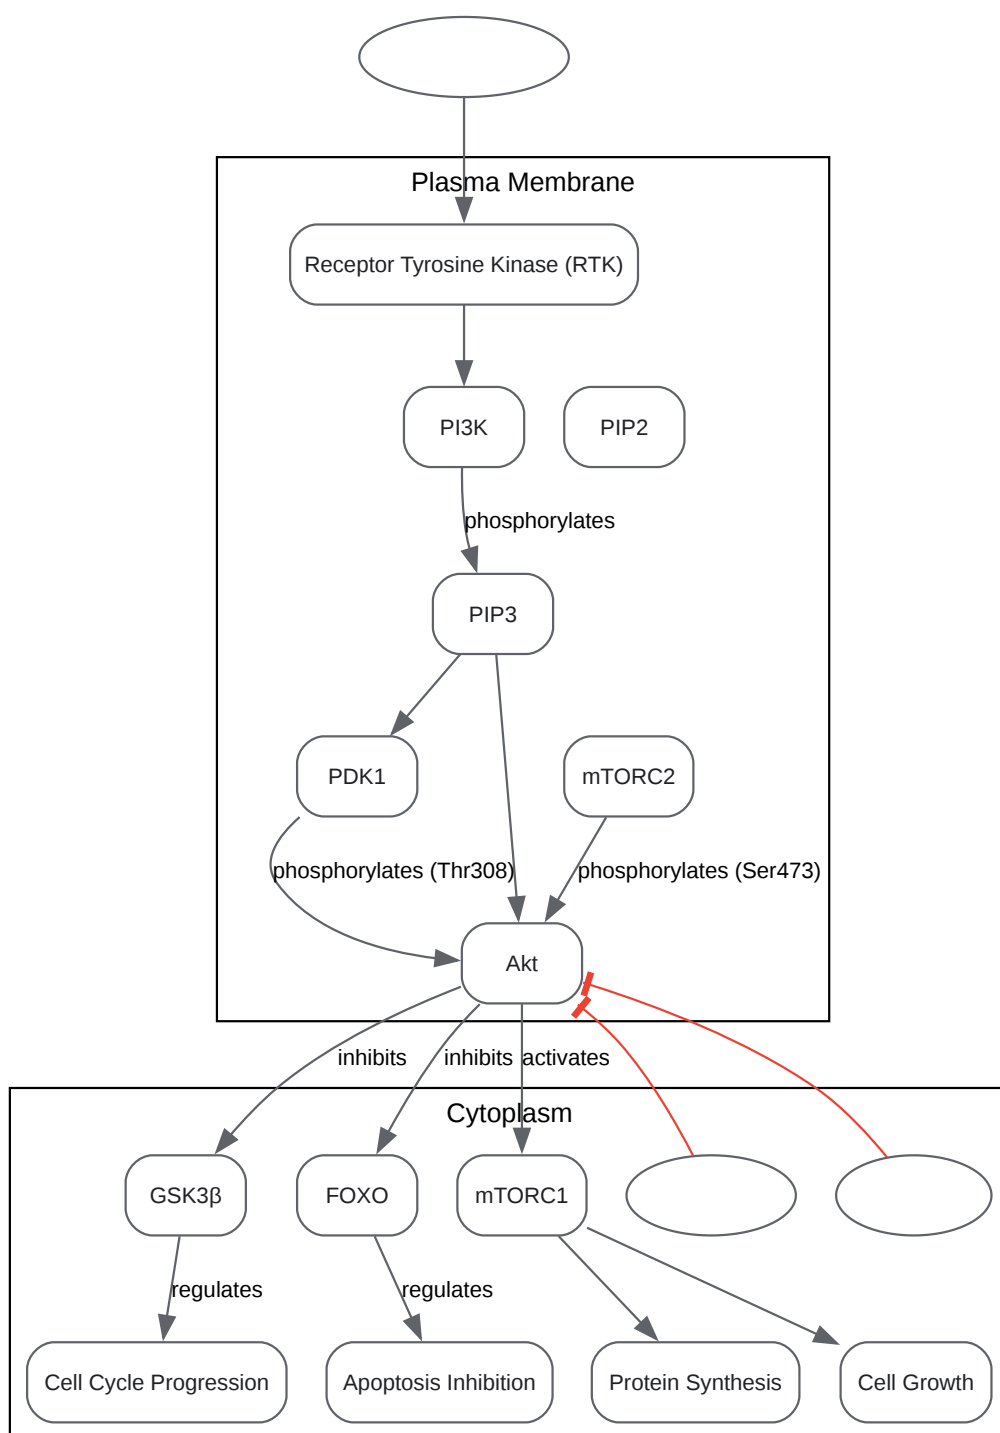 Plasma Membrane
Receptor Tyrosine Kinase (RTK)
PI3K
PIP2
phosphorylates
PIP3
PDK1
mTORC2
phosphorylates (Thr308)
phosphorylates (Ser473)
Akt
inhibits
inhibits
activates
Cytoplasm
GSK3β
FOXO
mTORC1
regulates
regulates
Cell Cycle Progression
Apoptosis Inhibition
Protein Synthesis
Cell Growth